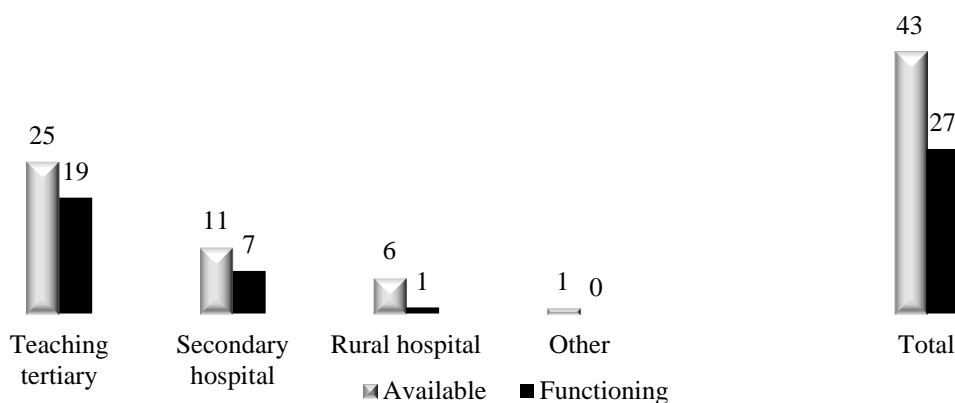 43
27
25
19
11
7
6
1
1
0
Teaching
tertiary
Secondary
hospital
Rural hospital
Other
Total
Available
Functioning